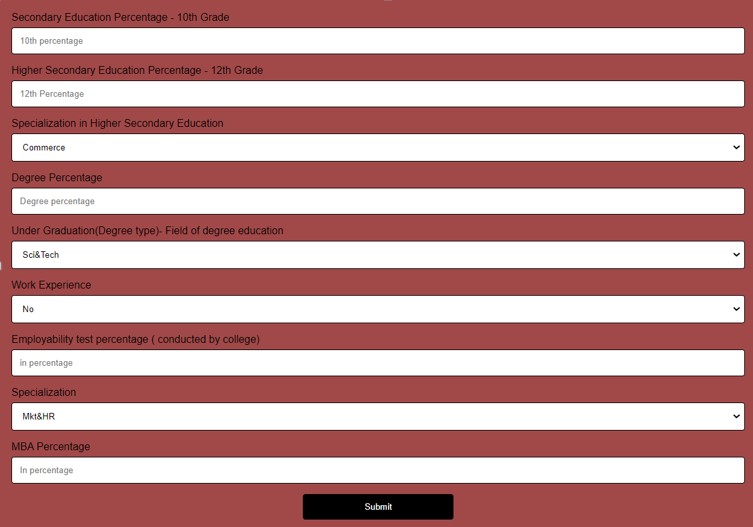 Secondary Education Percentage - 10th Grade
10th percentage
Higher Secondary Education Percentage - 12th Grade
12th Percentage
Specialization in Higher Secondary Education
Commerce
Degree Percentage
Degree percentage
Under Graduation(Degree type)- Field of degree education
Sci&Tech
Work Experience
No
Employability test percentage ( conducted by college)
in percentage
Specialization
Mkt&HR
MBA Percentage
In percentage
Submit